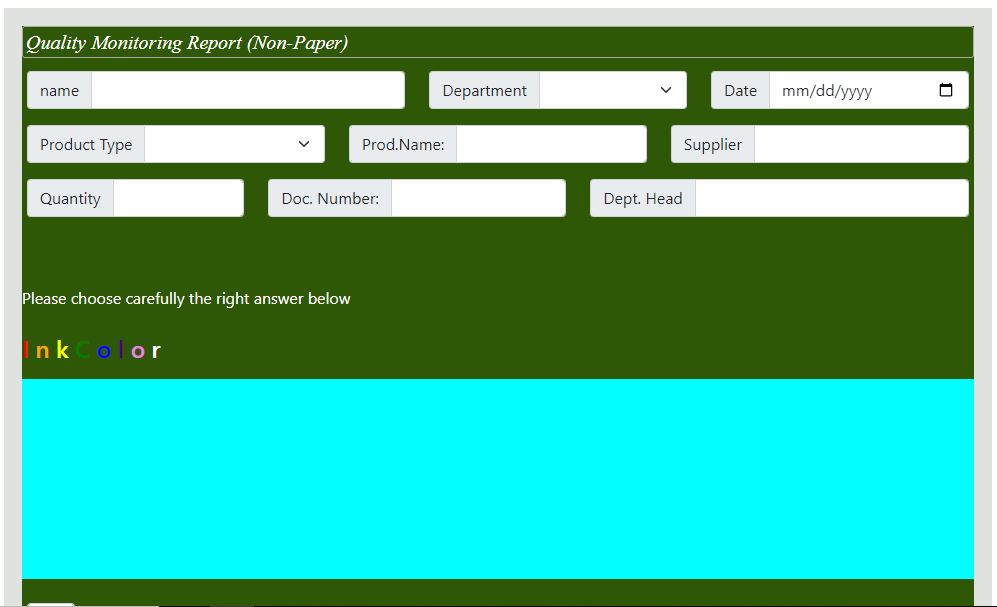 Quality Monitoring Report (Non-Paper)
name Department Date mm/dd/yyyy
Product Type Prod.Name: Supplier
Quantity Doc. Number: Dept. Head
Please choose carefully the right answer below
InkColor